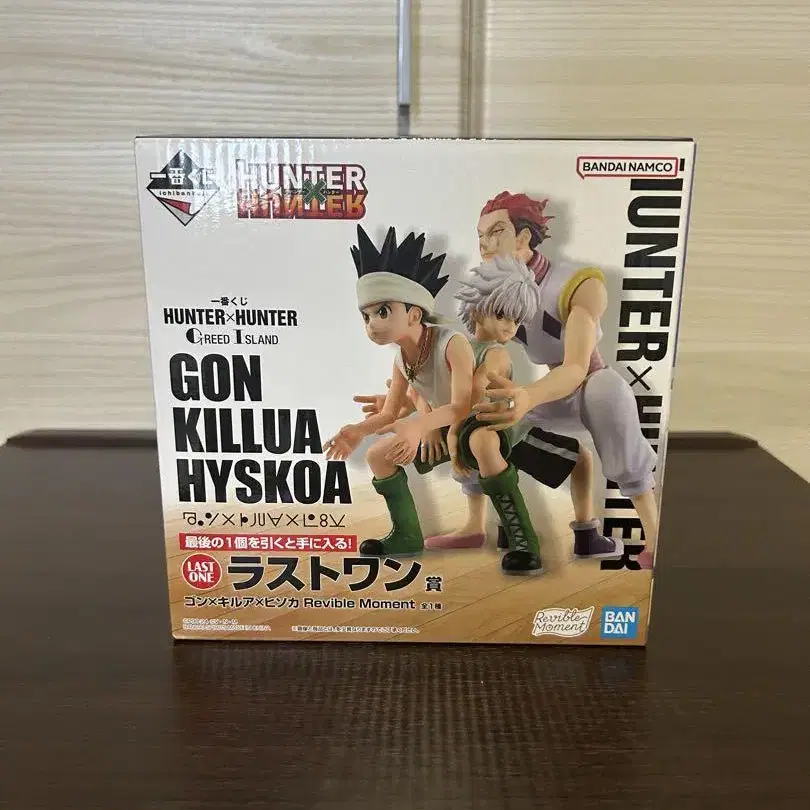 一番くじ
ichibankuji
HUNTER×HUNTER
BANDAI NAMCO
HUNTER×HUNTER
一番くじ
HUNTER×HUNTER
GREED ISLAND
GON
KILLUA
HYSKOA
最後の1個を引くと手に入る!
LAST ONE
ラストワン賞
ゴン×キルア×ヒソカ Revible Moment 全1種
Revible Moment
BAN
DAI